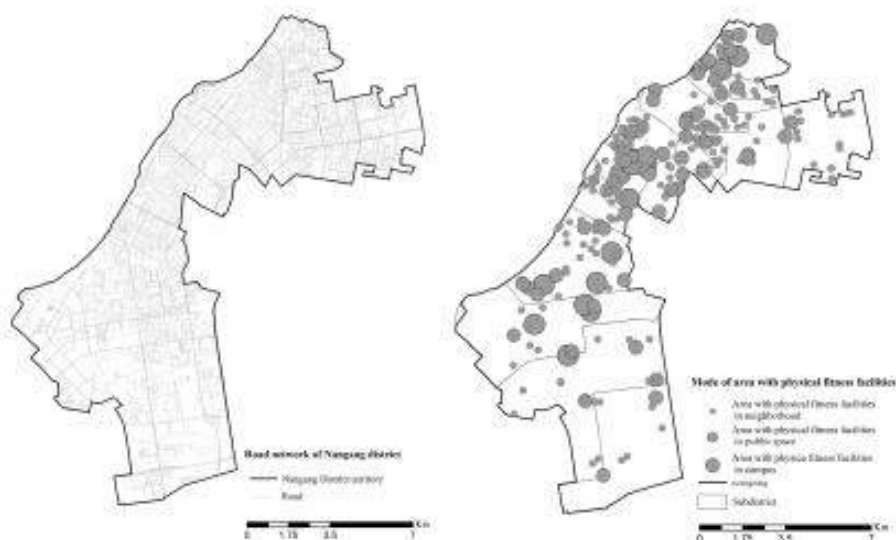 Road network of Nangang district
Nangang District territory
Road
Km
0 1.75 3.5 7
Mode of area with physical fitness facilities
Area with physical fitness facilities
in neighborhood
Area with physical fitness facilities
in public space
Area with physice fitness facilities
in campus
Subdistrict
Km
0 1.75 3.5 7